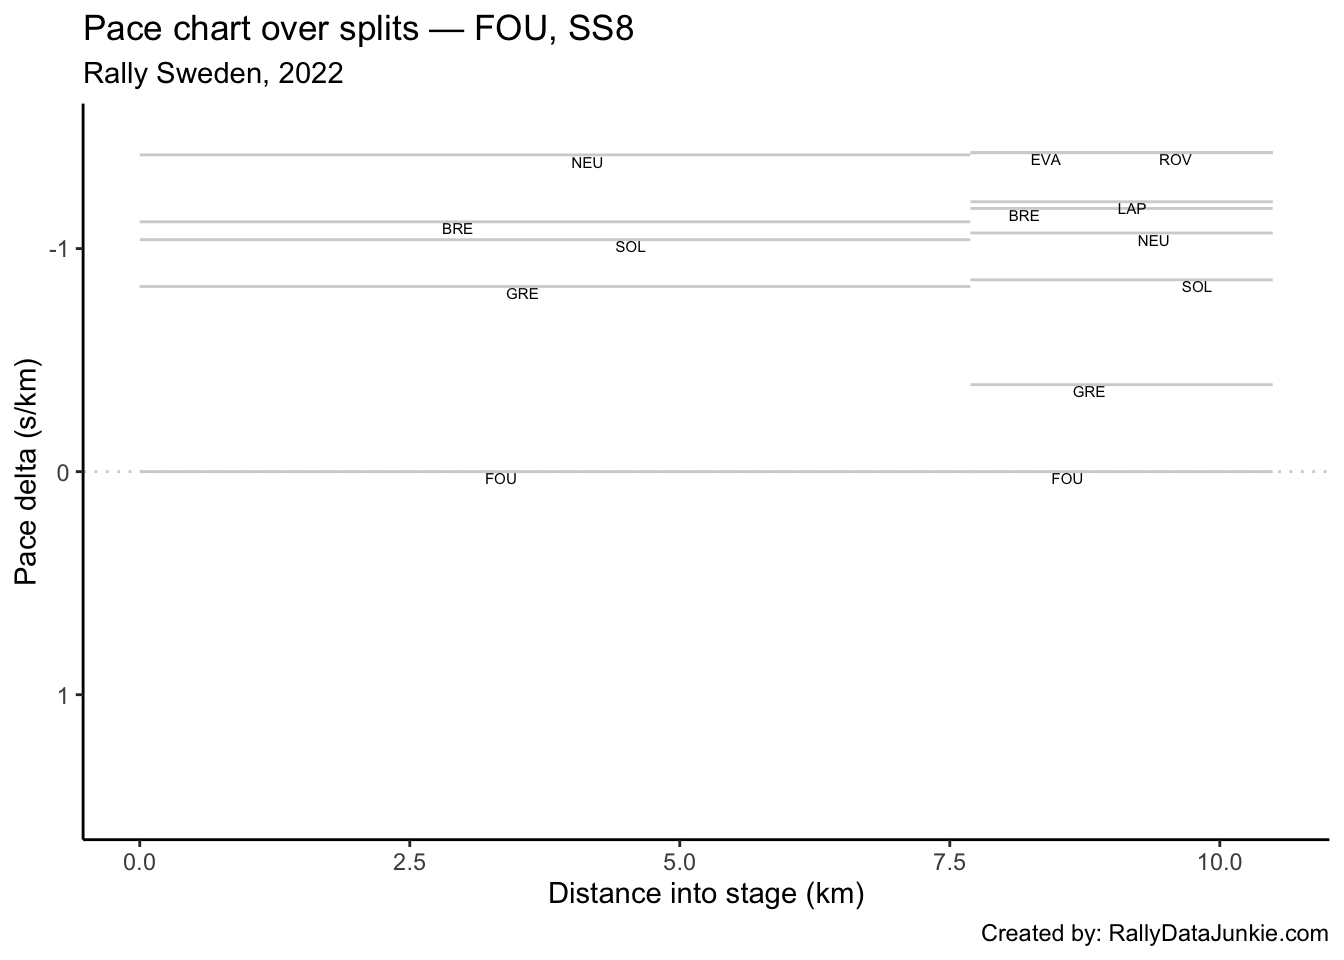 Pace chart over splits — FOU, SS8
Rally Sweden, 2022
Pace delta (s/km)
-1
0
1
NEU
BRE
SOL
GRE
FOU
EVA
ROV
LAP
BRE
NEU
SOL
GRE
FOU
0.0
2.5
5.0
7.5
10.0
Distance into stage (km)
Created by: RallyDataJunkie.com